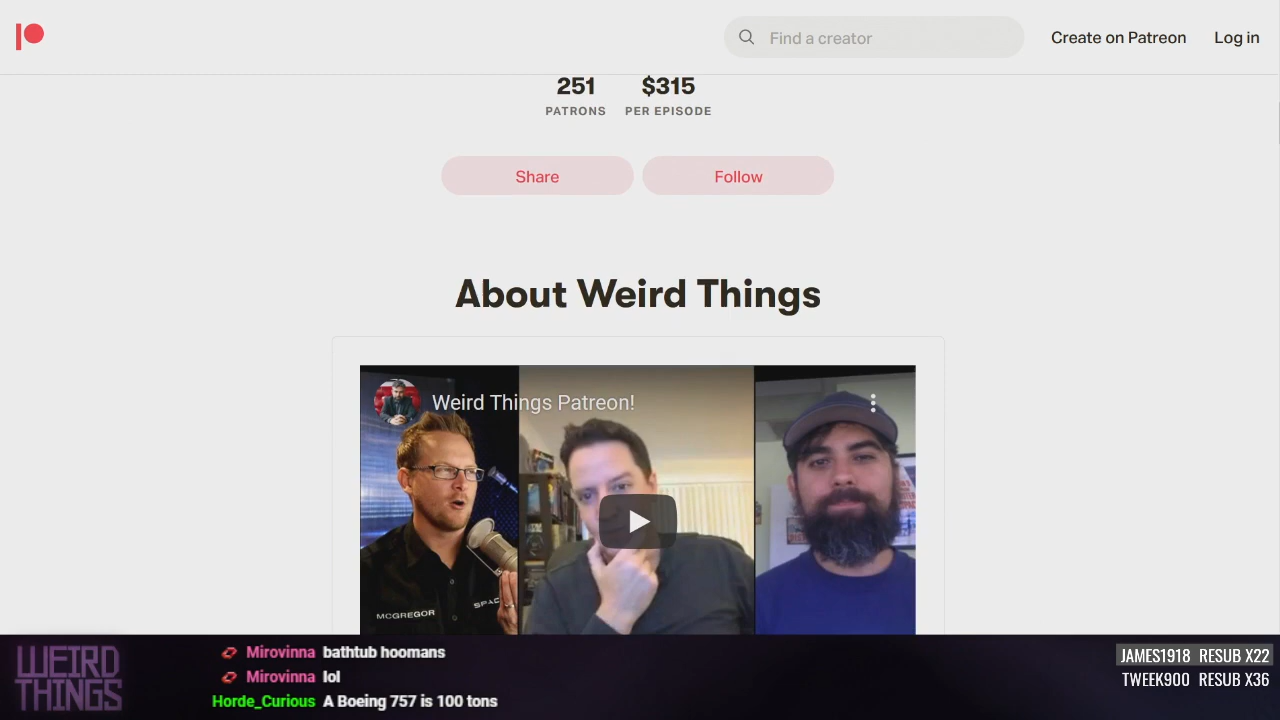 Find a creator
Create on Patreon
Log in
251
$315
PATRONS
PER EPISODE
Share
Follow
About Weird Things
Weird Things Patreon!
MCGREGOR
WEIRD
THINGS
Mirovinna bathtub hoomans
Mirovinna lol
Horde_Curious A Boeing 757 is 100 tons
JAMES1918 RESUB X22
TWEEK900 RESUB X36